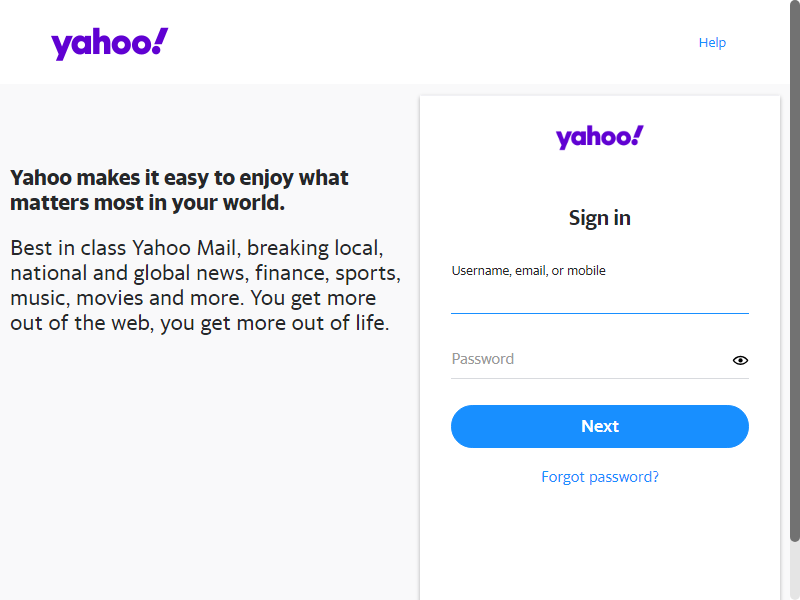 yahoo!
Help
Yahoo makes it easy to enjoy what
matters most in your world.
Best in class Yahoo Mail, breaking local,
national and global news, finance, sports,
music, movies and more. You get more
out of the web, you get more out of life.
yahoo!
Sign in
Username, email, or mobile
Password
Next
Forgot password?